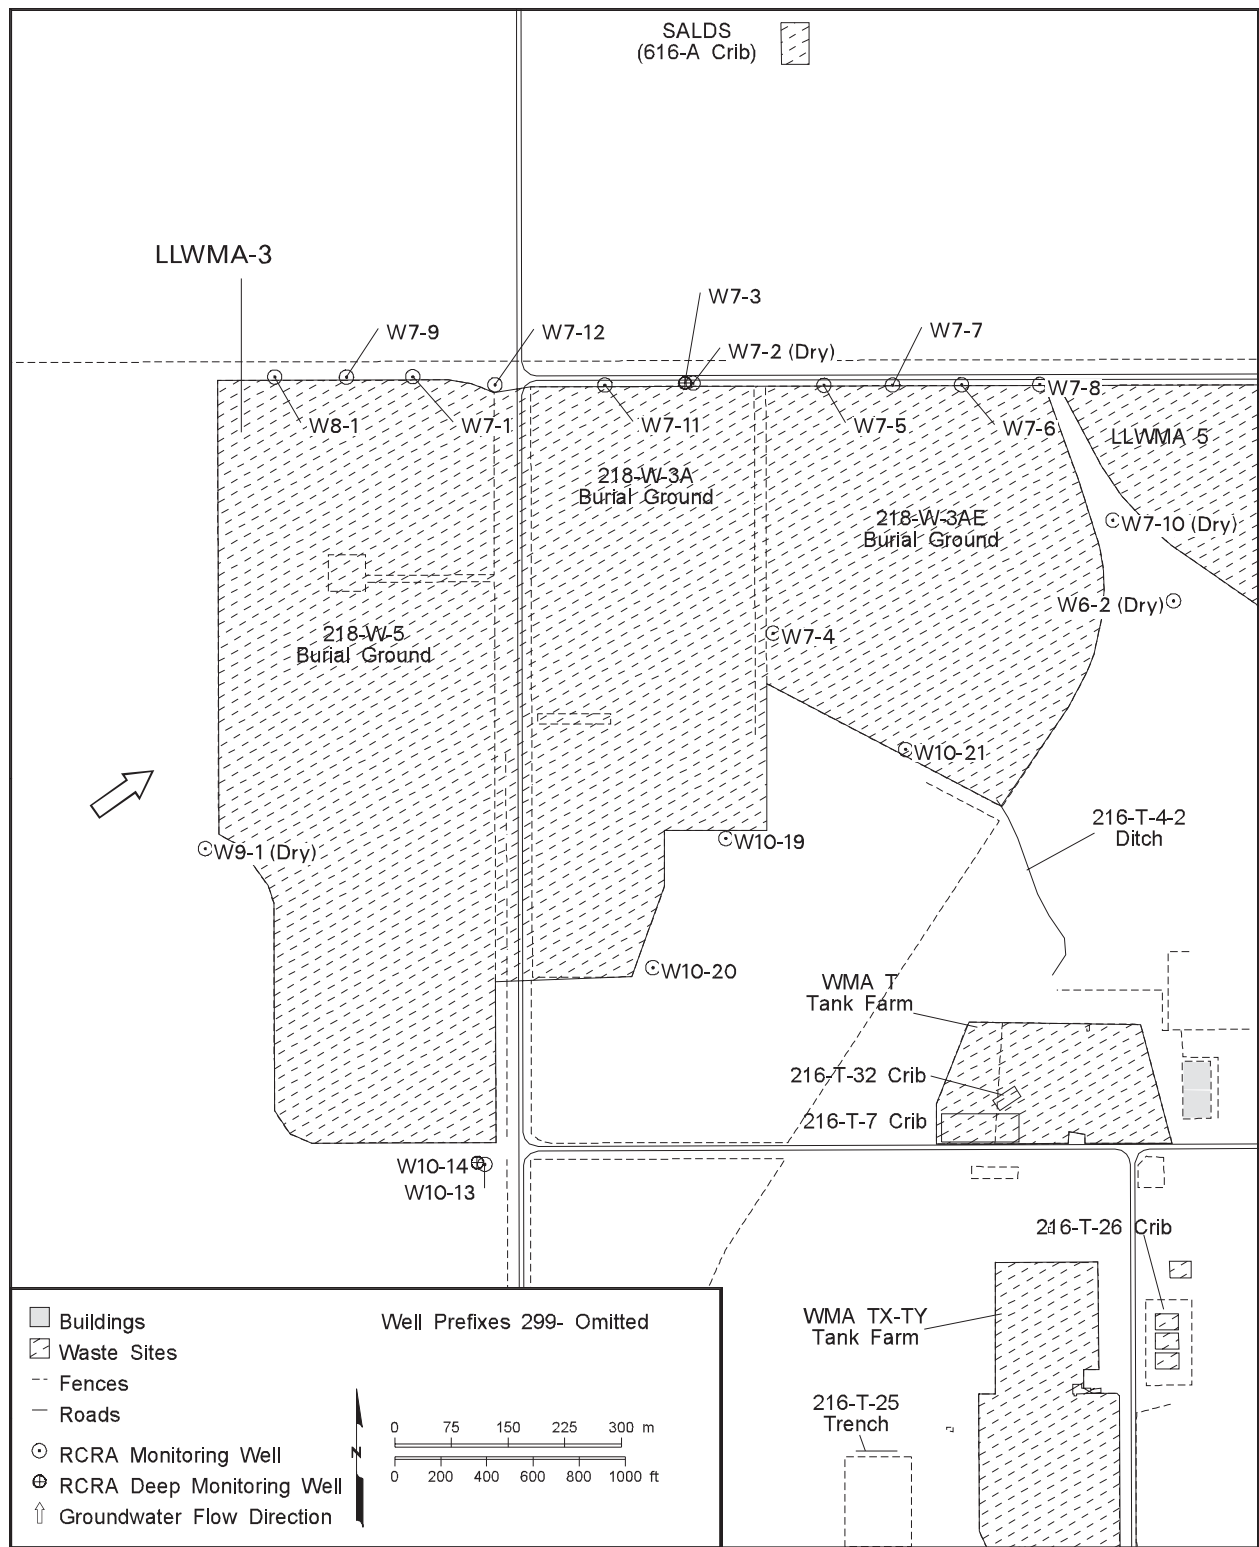 SALDS
(616-A Crib)
LLWMA-3
W7-3
W7-9
W7-12
W7-7
W7-2 (Dry)
W7-8
W8-1
W7-1
W7-11
W7-5
W7-6
LLWMA 5
218-W-3A
Burial Ground
218-W-3AE
Burial Ground
W7-10 (Dry)
W6-2 (Dry)
218-W-5
Burial Ground
W7-4
W10-21
216-T-4-2
Ditch
W9-1 (Dry)
W10-19
W10-20
WMA T
Tank Farm
216-T-32 Crib
216-T-7 Crib
W10-14
W10-13
216-T-26 Crib
WMA TX-TY
Tank Farm
216-T-25
Trench
Buildings
Well Prefixes 299- Omitted
Waste Sites
Fences
Roads
RCRA Monitoring Well
RCRA Deep Monitoring Well
Groundwater Flow Direction
N
0 75 150 225 300 m
0 200 400 600 800 1000 ft